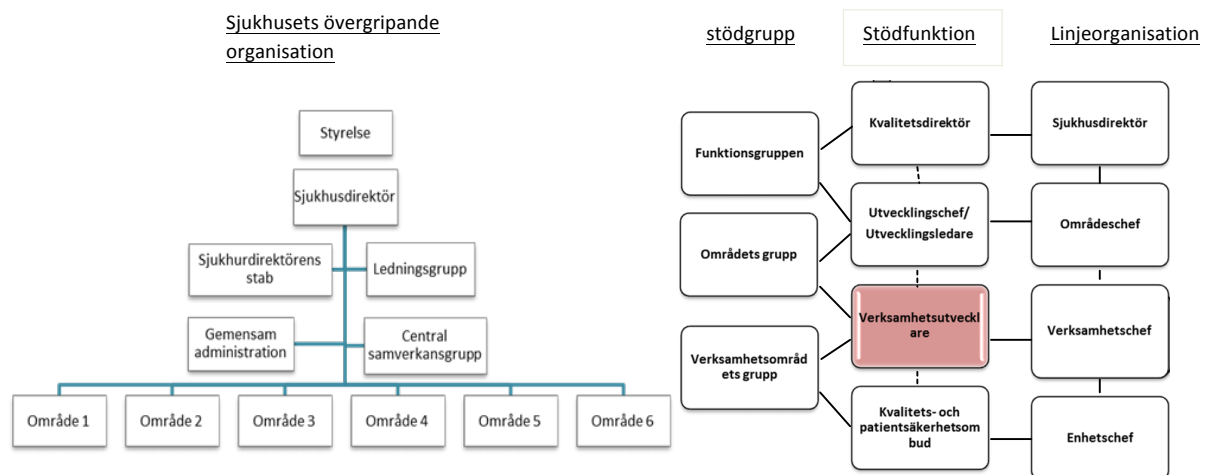 Sjukhusets övergripande
organisation
Styrelse
Sjukhusdirektör
Sjukhurdirektörens
stab
Ledningsgrupp
Gemensam
administration
Central
samverkansgrupp
Område 1
Område 2
Område 3
Område 4
Område 5
Område 6
stödgrupp
Stödfunktion
Linjeorganisation
Funktionsgruppen
Områdets grupp
Verksamhetsområd
ets grupp
Kvalitetsdirektör
Utvecklingschef/
Utvecklingsledare
Verksamhetsutveckl
are
Kvalitets- och
patientsäkerhetsom
bud
Sjukhusdirektör
Områdeschef
Verksamhetschef
Enhetschef